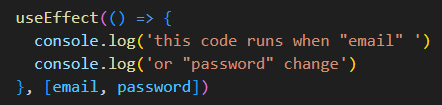 useEffect(() => {
  console.log('this code runs when "email" ')
  console.log('or "password" change')
}, [email, password])